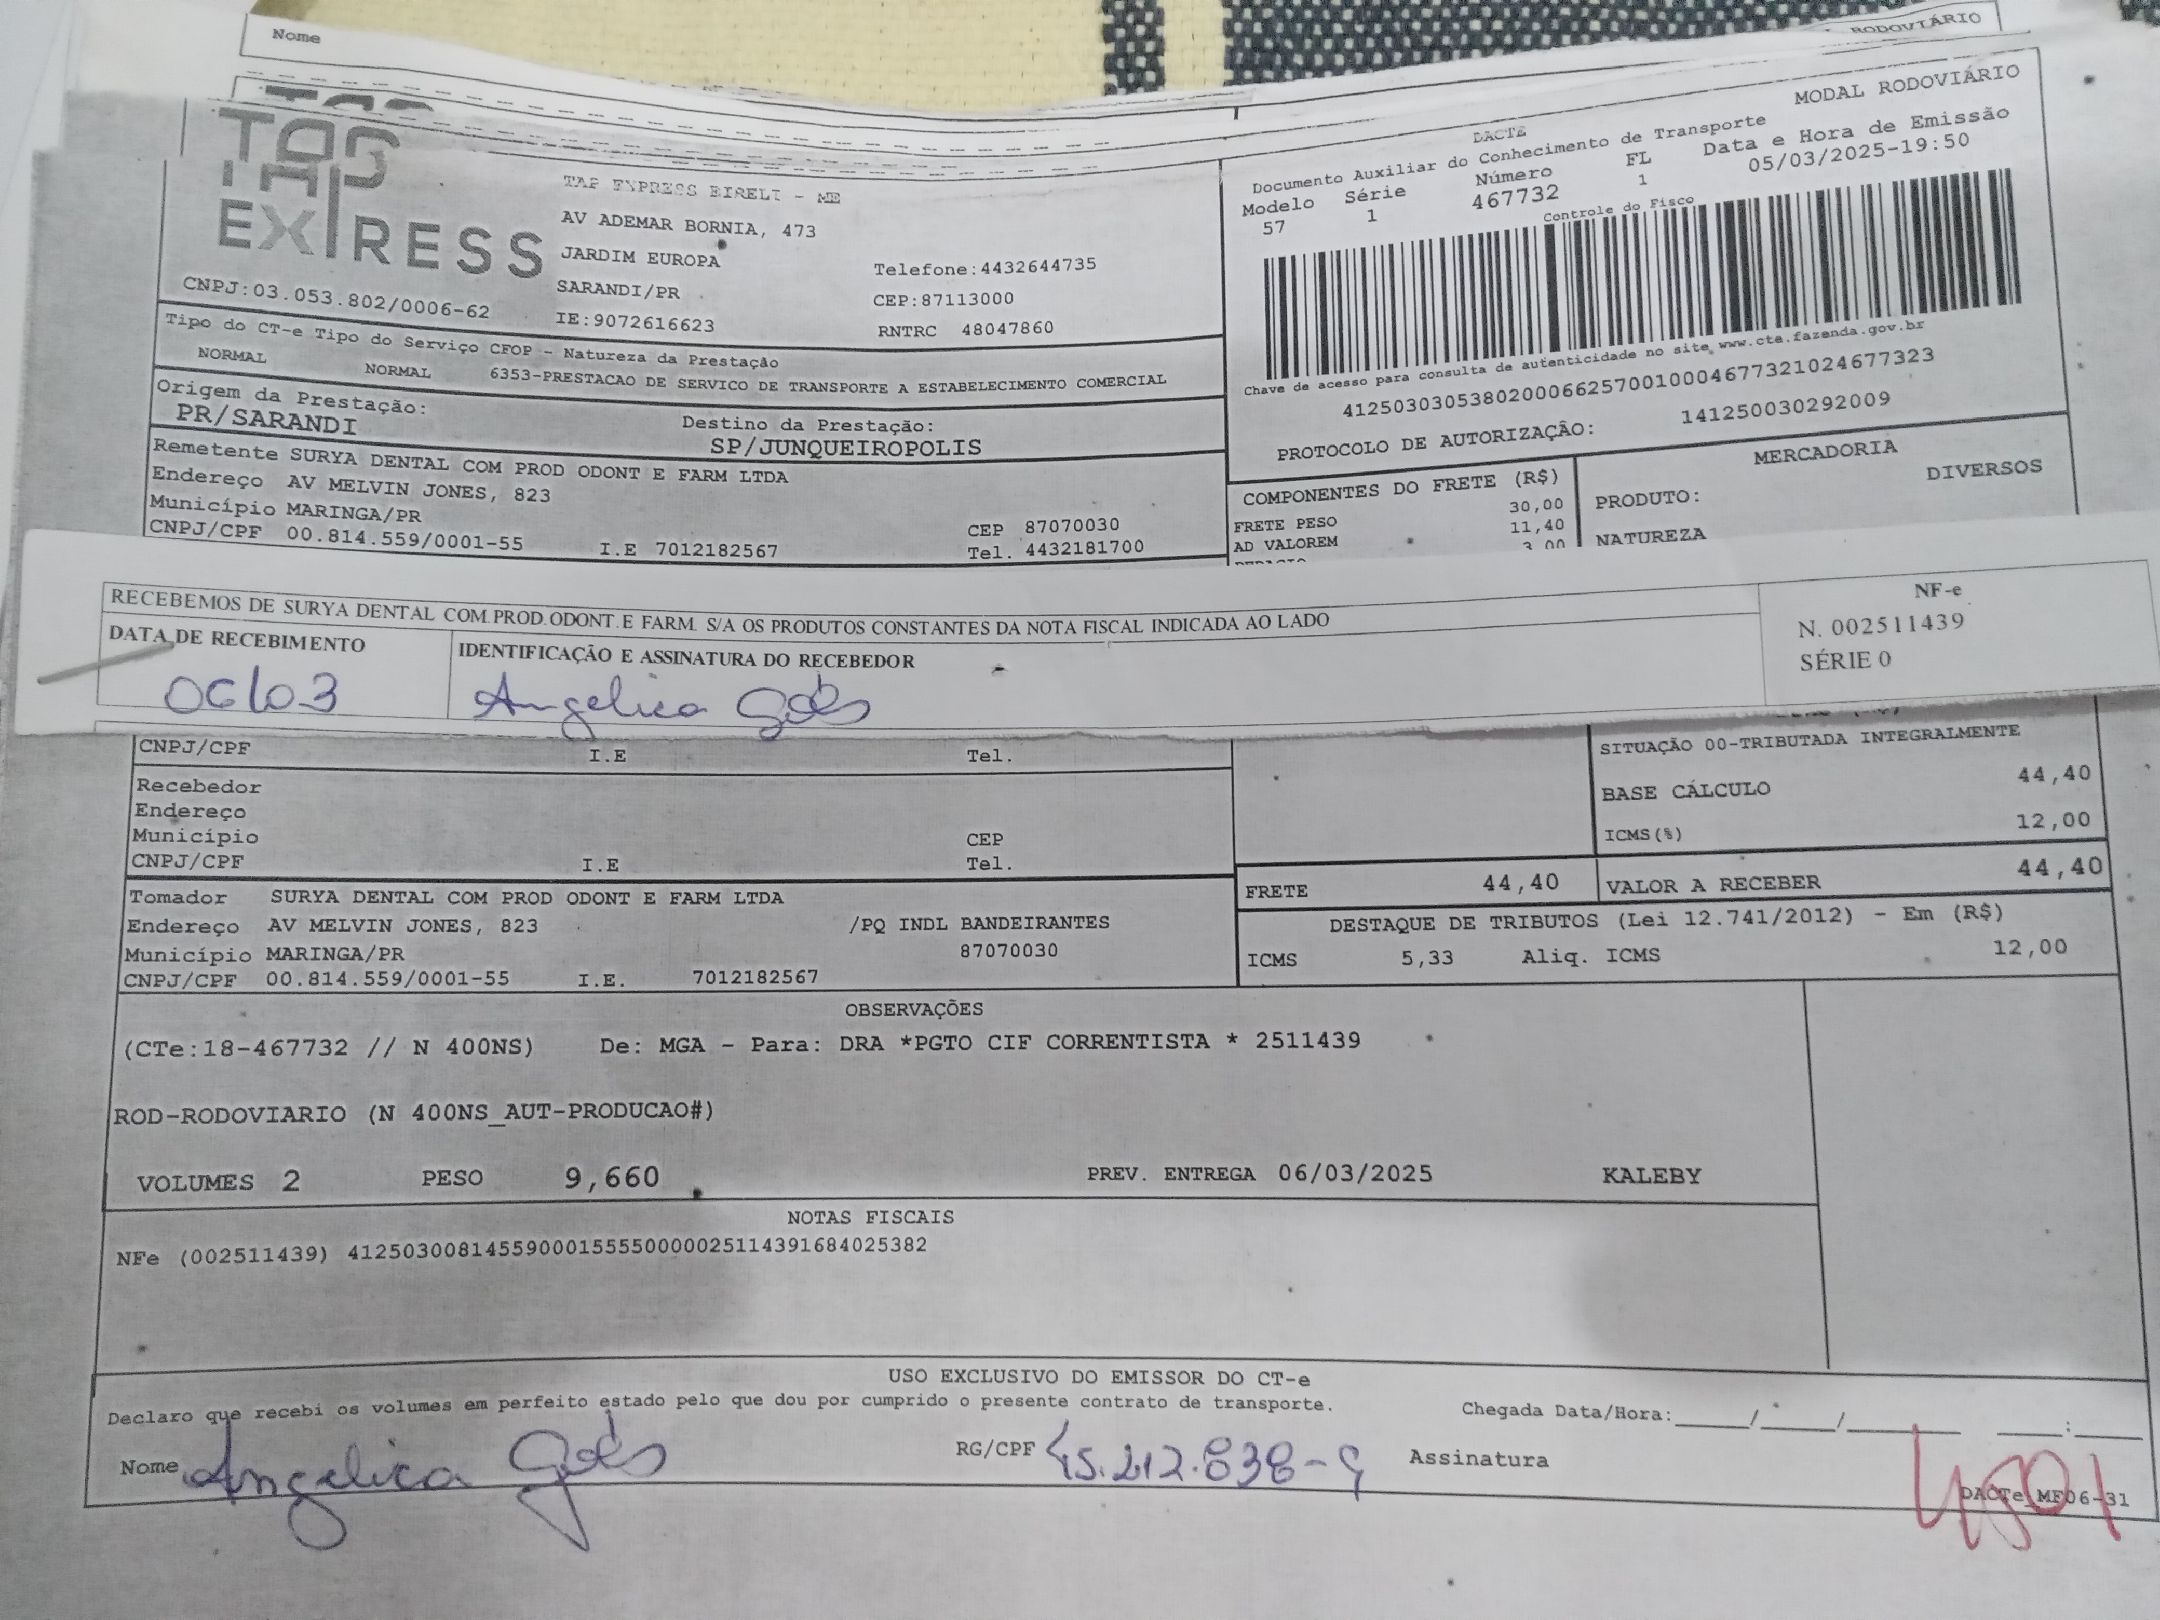 Nome
RODOVIÁRIO
TAP EXPRESS EIRELI - ME
AV ADEMAR BORNIA, 473
JARDIM EUROPA
SARANDI/PR
IE:9072616623
Telefone:4432644735
CEP:87113000
RNTRC 48047860
CNPJ:03.053.802/0006-62
MODAL RODOVIÁRIO
DACTE
Documento Auxiliar do Conhecimento de Transporte
Modelo Série Número FL Data e Hora de Emissão
57 1 467732 1 05/03/2025-19:50
Controle do Fisco
Chave de acesso para consulta de autenticidade no site www.cte.fazenda.gov.br
41250303053802000662570010004677321024677323
PROTOCOLO DE AUTORIZAÇÃO: 141250030292009
Tipo do CT-e Tipo do Serviço CFOP - Natureza da Prestação
NORMAL NORMAL 6353-PRESTACAO DE SERVICO DE TRANSPORTE A ESTABELECIMENTO COMERCIAL
Origem da Prestação: Destino da Prestação:
PR/SARANDI SP/JUNQUEIROPOLIS
Remetente SURYA DENTAL COM PROD ODONT E FARM LTDA
Endereço AV MELVIN JONES, 823
Município MARINGA/PR CEP 87070030
CNPJ/CPF 00.814.559/0001-55 I.E 7012182567 Tel. 4432181700
COMPONENTES DO FRETE (R$)
FRETE PESO 30,00
AD VALOREM 11,40
3,00
MERCADORIA
PRODUTO: DIVERSOS
NATUREZA
RECEBEMOS DE SURYA DENTAL COM.PROD.ODONT.E FARM. S/A OS PRODUTOS CONSTANTES DA NOTA FISCAL INDICADA AO LADO
DATA DE RECEBIMENTO IDENTIFICAÇÃO E ASSINATURA DO RECEBEDOR
06/03 Angelica Góes
NF-e
N. 002511439
SÉRIE 0
CNPJ/CPF I.E Tel.
Recebedor
Endereço
Município CEP
CNPJ/CPF I.E Tel.
SITUAÇÃO 00-TRIBUTADA INTEGRALMENTE
BASE CÁLCULO 44,40
ICMS(%) 12,00
FRETE 44,40 VALOR A RECEBER 44,40
Tomador SURYA DENTAL COM PROD ODONT E FARM LTDA
Endereço AV MELVIN JONES, 823 /PQ INDL BANDEIRANTES
Município MARINGA/PR 87070030
CNPJ/CPF 00.814.559/0001-55 I.E. 7012182567
DESTAQUE DE TRIBUTOS (Lei 12.741/2012) - Em (R$)
ICMS 5,33 Aliq. ICMS 12,00
OBSERVAÇÕES
(CTe:18-467732 // N 400NS) De: MGA - Para: DRA *PGTO CIF CORRENTISTA * 2511439
ROD-RODOVIARIO (N 400NS_AUT-PRODUCAO#)
VOLUMES 2 PESO 9,660 PREV. ENTREGA 06/03/2025 KALEBY
NOTAS FISCAIS
NFe (002511439) 41250300814559000155550000025114391684025382
USO EXCLUSIVO DO EMISSOR DO CT-e
Declaro que recebi os volumes em perfeito estado pelo que dou por cumprido o presente contrato de transporte. Chegada Data/Hora:_____/_____/_______ ____:____
Nome Angelica Góes RG/CPF 45.212.838-9 Assinatura
DACTe_MF06-31